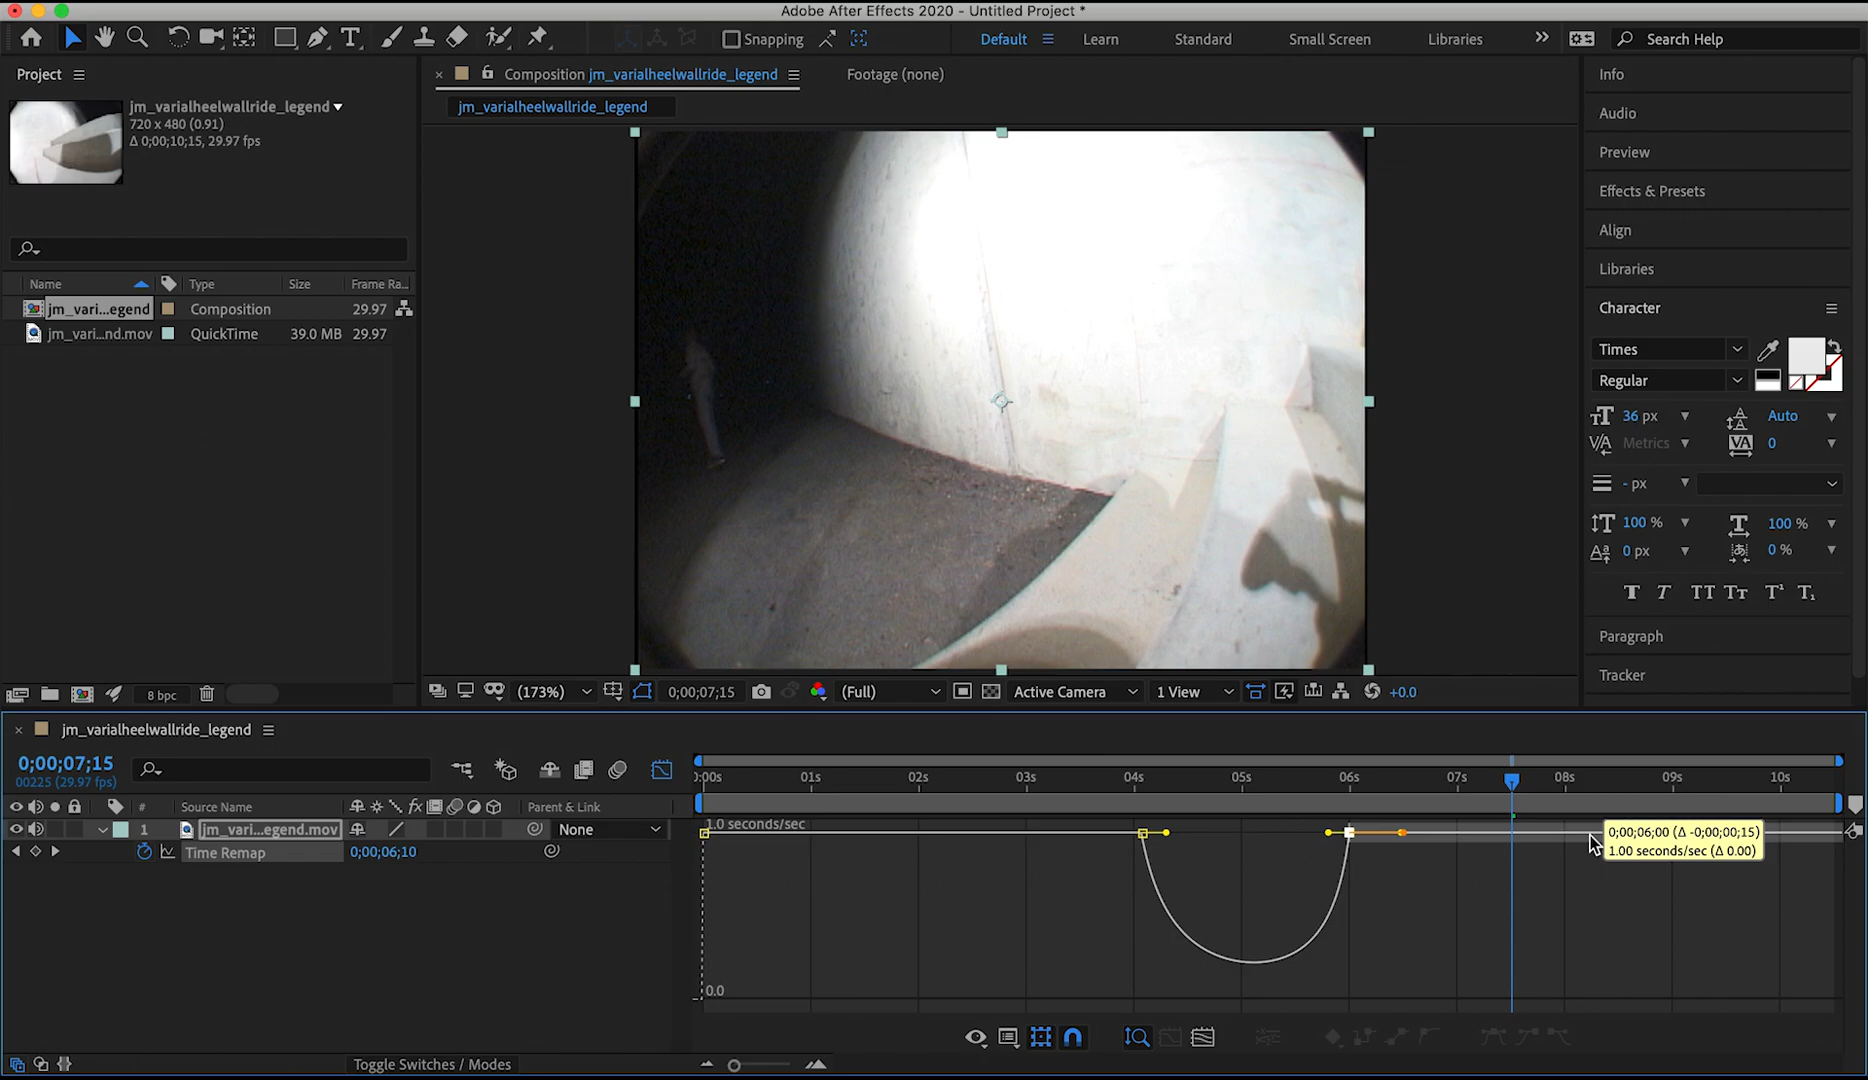 Adobe After Effects 2020 - Untitled Project *
Snapping
Default
Learn
Standard
Small Screen
Libraries
Search Help
Project
jm_varialheelwallride_legend
720 x 480 (0.91)
Δ 0;00;10;15, 29.97 fps
Name
Type
Size
Frame Ra..
jm_vari...egend
Composition
29.97
jm_vari...nd.mov
QuickTime
39.0 MB
29.97
8 bpc
Composition jm_varialheelwallride_legend
Footage (none)
jm_varialheelwallride_legend
(173%)
0;00;07;15
(Full)
Active Camera
1 View
+0.0
Info
Audio
Preview
Effects & Presets
Align
Libraries
Character
Times
Regular
36 px
Auto
Metrics
0
- px
100 %
100 %
0 px
0 %
T T TT Tт T¹ T₁
Paragraph
Tracker
jm_varialheelwallride_legend
0;00;07;15
00225 (29.97 fps)
#
Source Name
fx
Parent & Link
1
jm_vari...egend.mov
None
Time Remap
0;00;06;10
Toggle Switches / Modes
):00s
01s
02s
03s
04s
05s
06s
07s
08s
09s
10s
1.0 seconds/sec
0;00;06;00 (Δ -0;00;00;15)
1.00 seconds/sec (Δ 0.00)
0.0